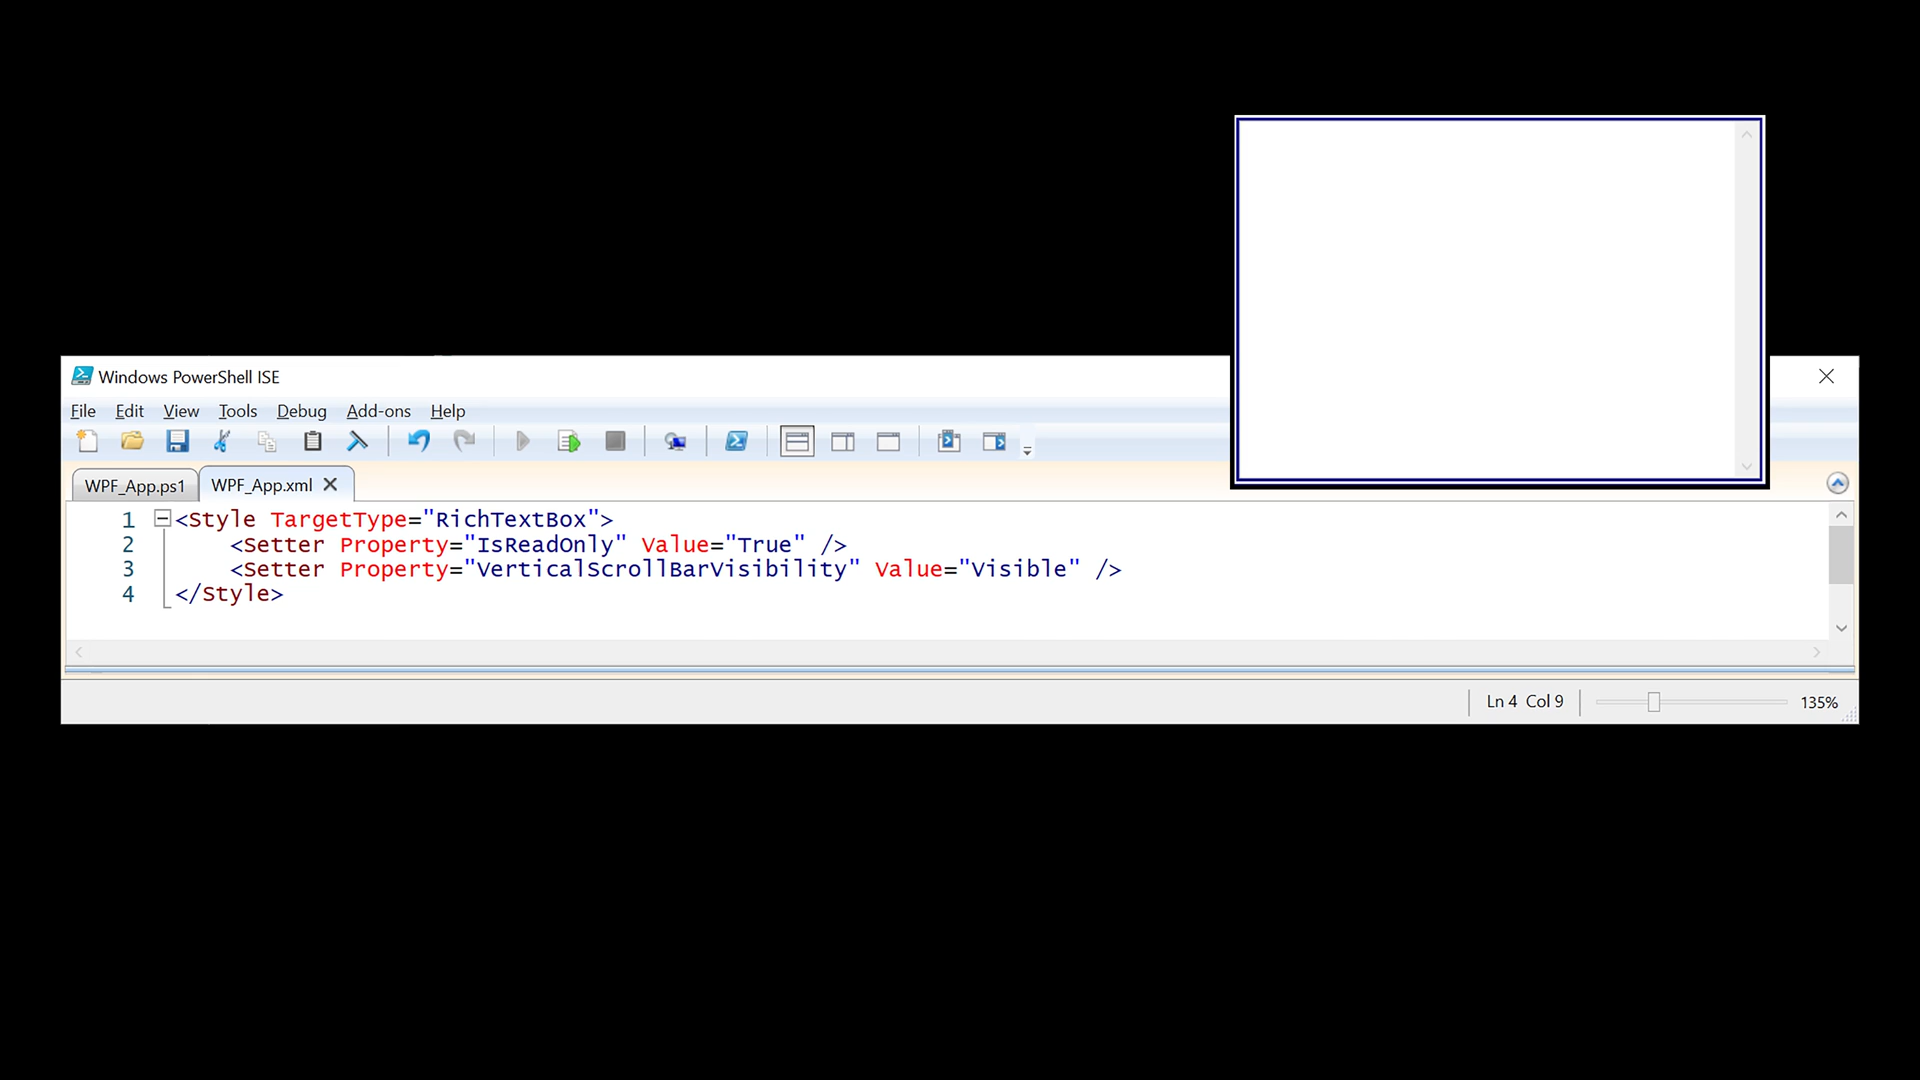 Windows PowerShell ISE
File Edit View Tools Debug Add-ons Help
WPF_App.ps1 WPF_App.xml
1 <Style TargetType="RichTextBox">
2 <Setter Property="IsReadOnly" Value="True" />
3 <Setter Property="VerticalScrollBarVisibility" Value="Visible" />
4 </Style>
Ln 4 Col 9 135%